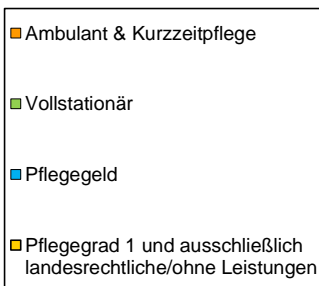 Ambulant & Kurzzeitpflege
Vollstationär
Pflegegeld
Pflegegrad 1 und ausschließlich
landesrechtliche/ohne Leistungen